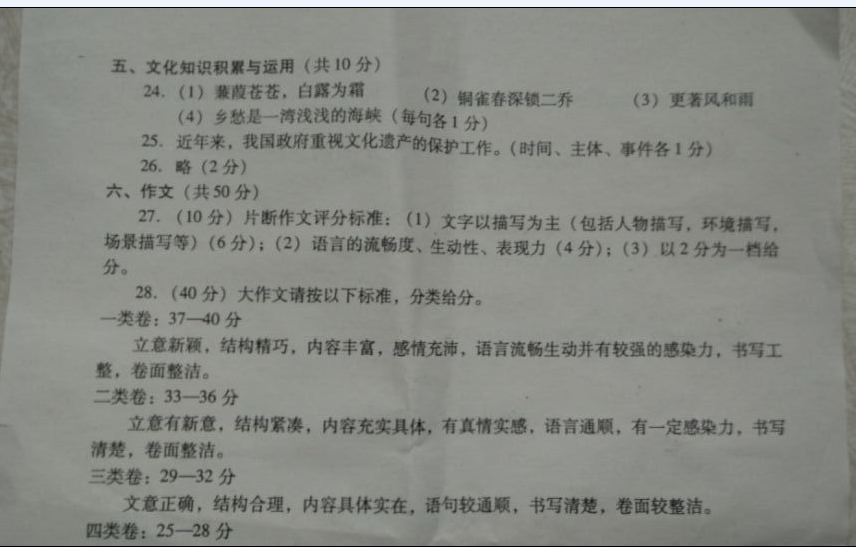 五、文化知识积累与运用（共10分）
24.（1）蒹葭苍苍，白露为霜 （2）铜雀春深锁二乔 （3）更著风和雨
（4）乡愁是一湾浅浅的海峡（每句各1分）
25. 近年来，我国政府重视文化遗产的保护工作。（时间、主体、事件各1分）
26. 略（2分）
六、作文（共50分）
27.（10分）片断作文评分标准：（1）文字以描写为主（包括人物描写，环境描写，
场景描写等）（6分）；（2）语言的流畅度、生动性、表现力（4分）；（3）以2分为一档给
分。
28.（40分）大作文请按以下标准，分类给分。
一类卷：37—40分
立意新颖，结构精巧，内容丰富，感情充沛，语言流畅生动并有较强的感染力，书写工
整，卷面整洁。
二类卷：33—36分
立意有新意，结构紧凑，内容充实具体，有真情实感，语言通顺，有一定感染力，书写
清楚，卷面整洁。
三类卷：29—32分
文意正确，结构合理，内容具体实在，语句较通顺，书写清楚，卷面较整洁。
四类卷：25—28分